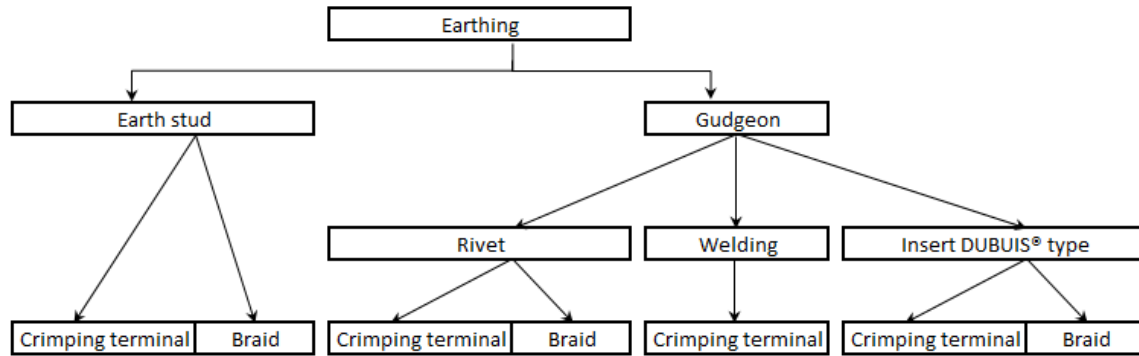 Earthing
Earth stud
Gudgeon
Rivet
Welding
Insert DUBUIS® type
Crimping terminal
Braid
Crimping terminal
Braid
Crimping terminal
Crimping terminal
Braid